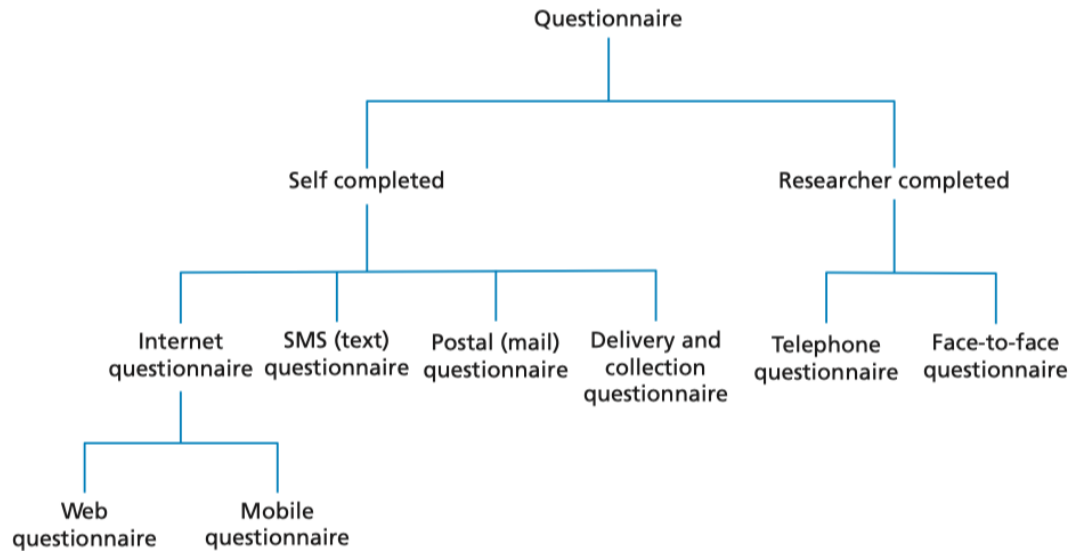 Questionnaire
Self completed
Researcher completed
Internet
questionnaire
SMS (text)
questionnaire
Postal (mail)
questionnaire
Delivery and
collection
questionnaire
Telephone
questionnaire
Face-to-face
questionnaire
Web
questionnaire
Mobile
questionnaire